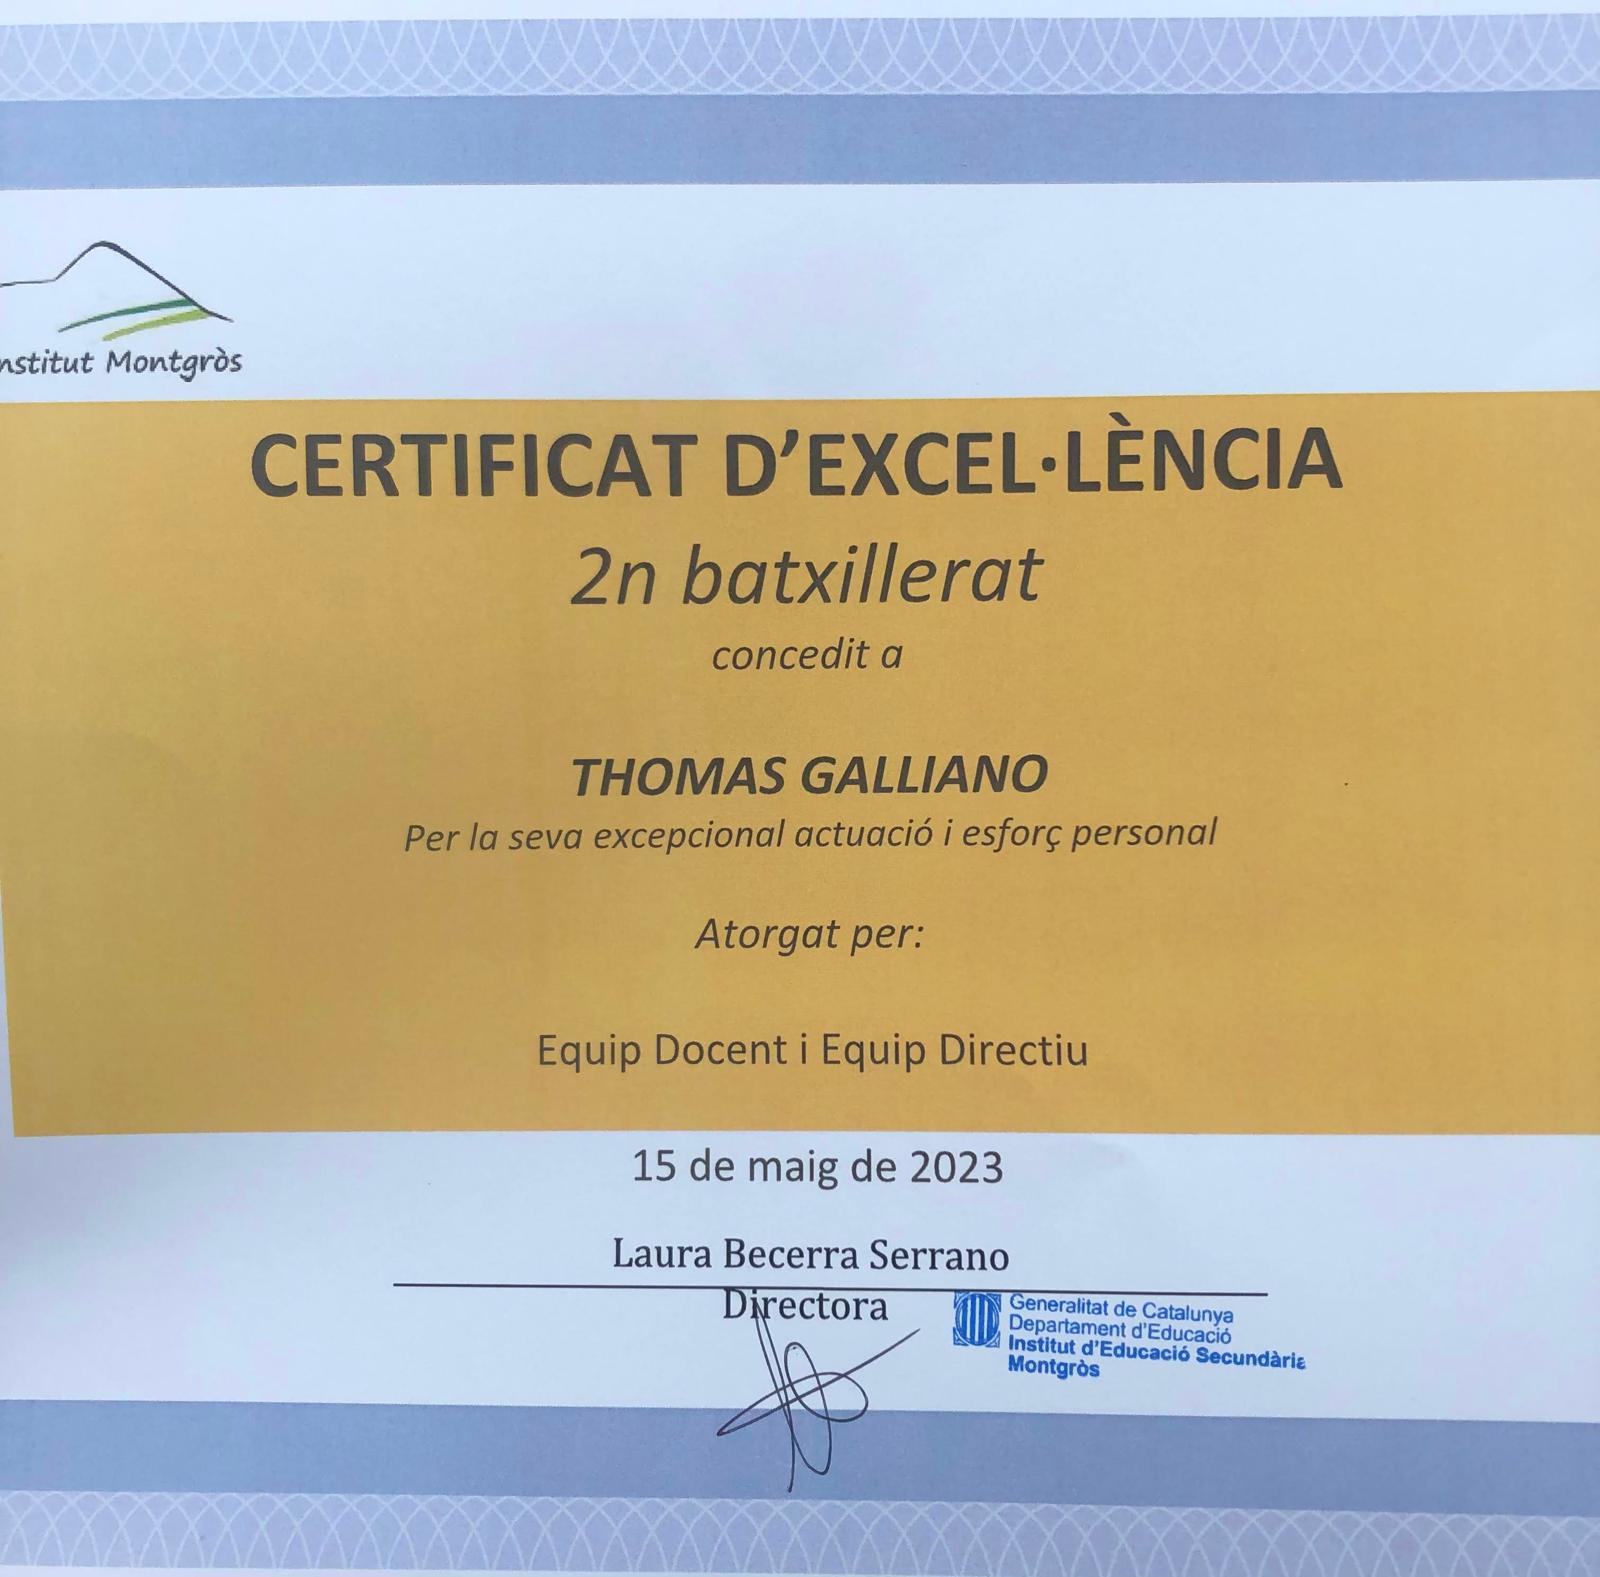 nstitut Montgròs
CERTIFICAT D'EXCEL·LÈNCIA
2n batxillerat
concedit a
THOMAS GALLIANO
Per la seva excepcional actuació i esforç personal
Atorgat per:
Equip Docent i Equip Directiu
15 de maig de 2023
Laura Becerra Serrano
Directora
Generalitat de Catalunya
Departament d'Educació
Institut d'Educació Secundària
Montgròs